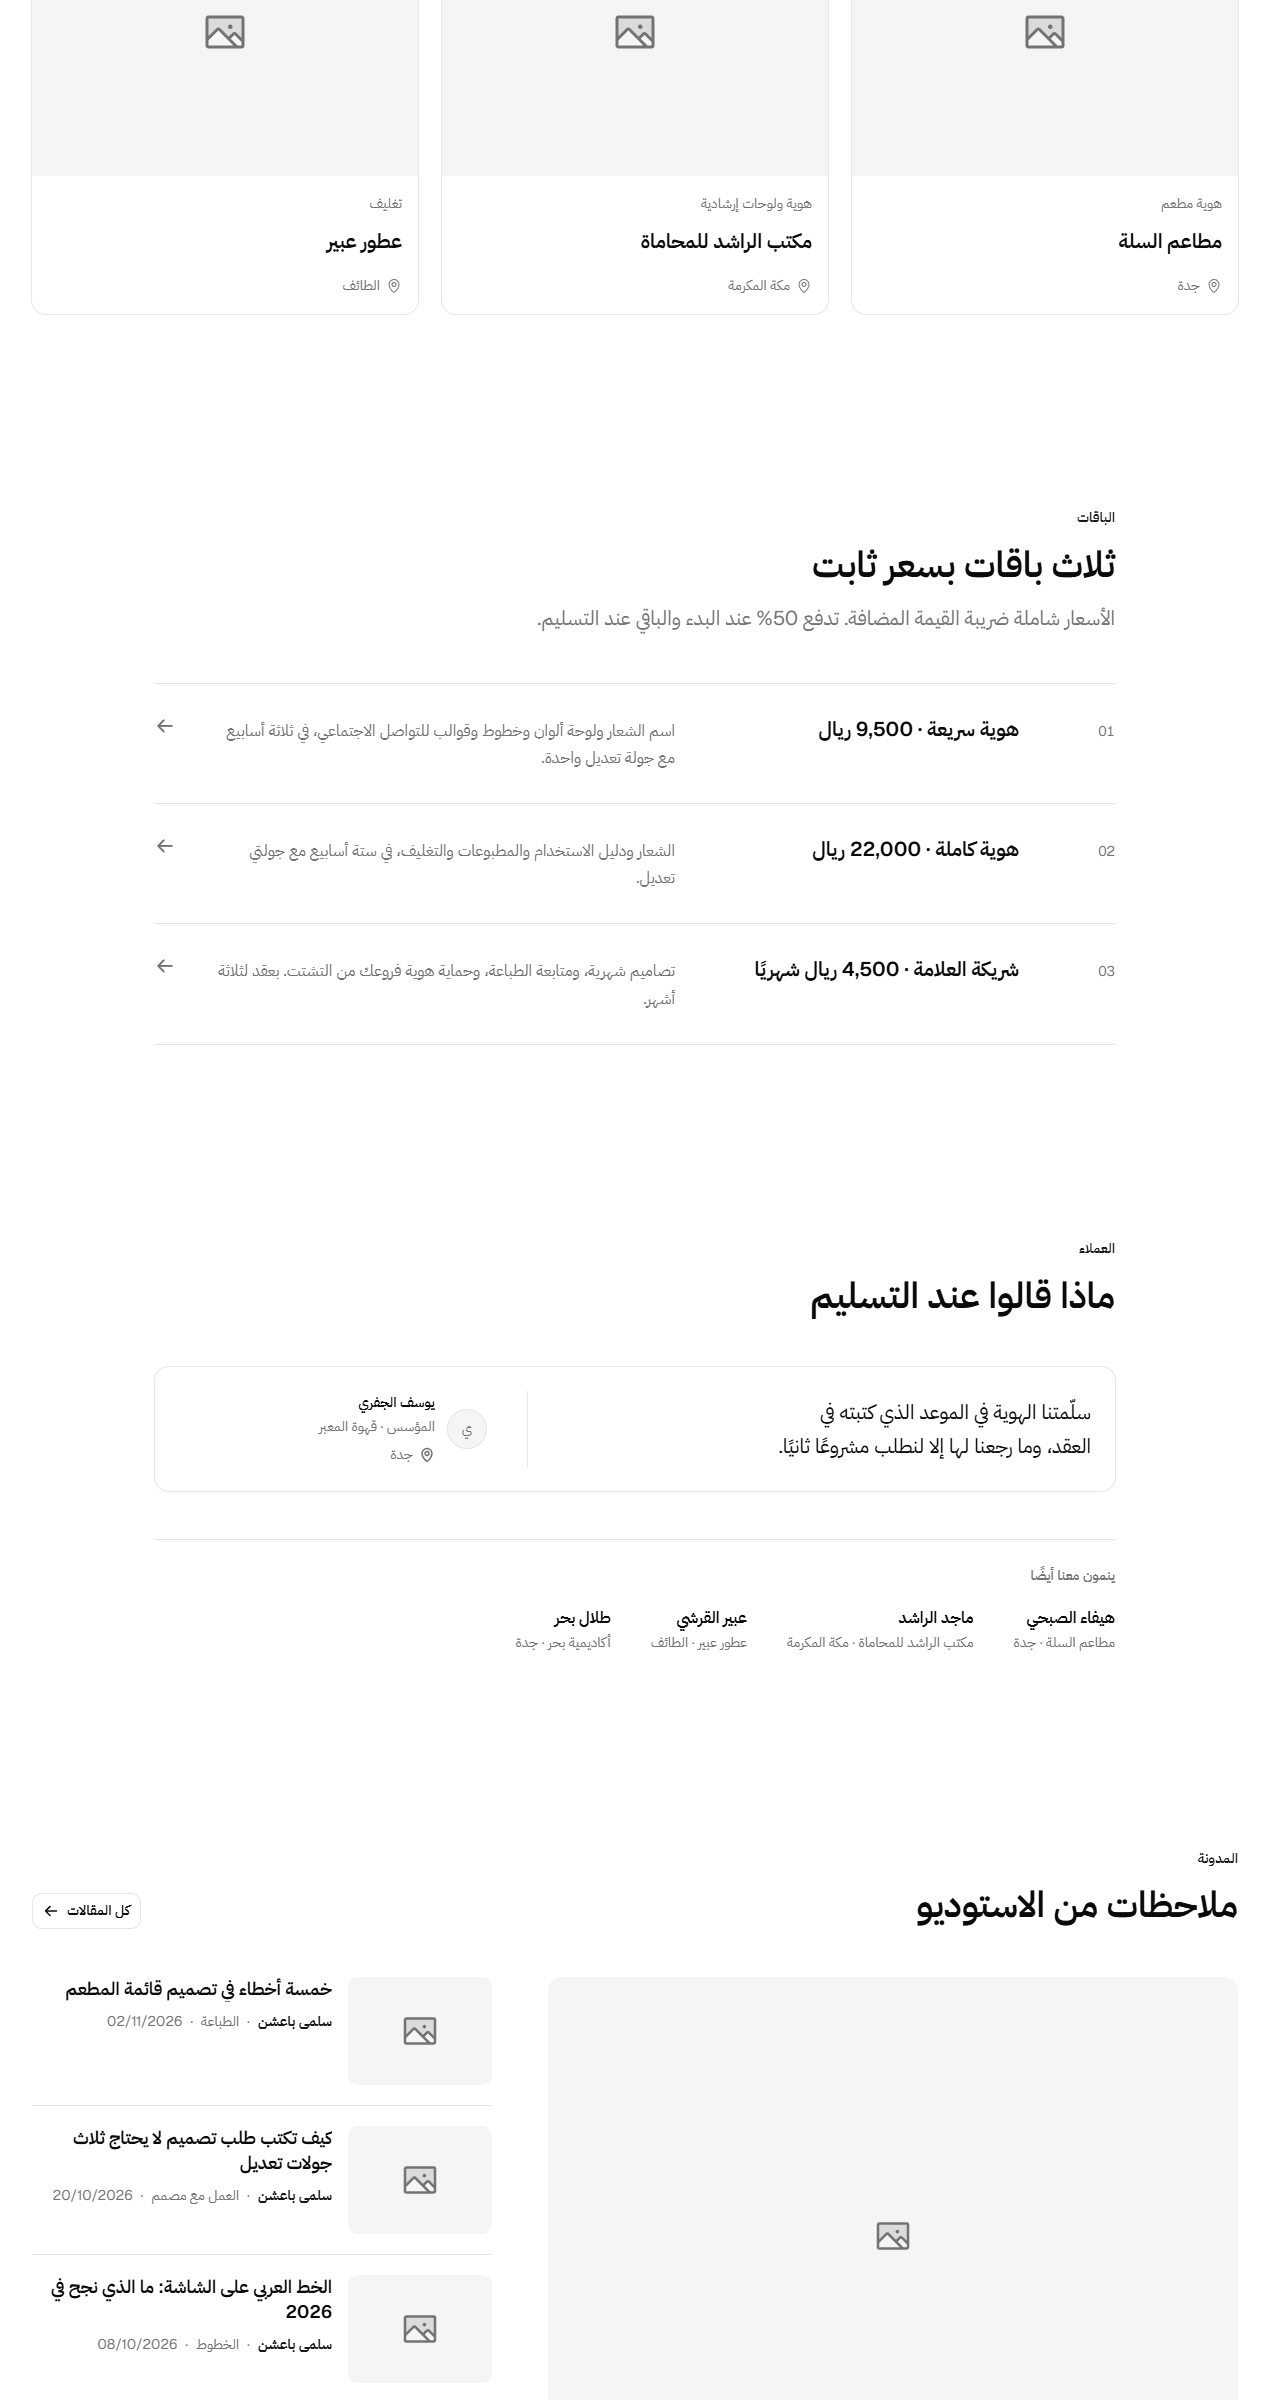 هوية مطعم
مطاعم السلة
جدة
هوية ولوحات إرشادية
مكتب الراشد للمحاماة
مكة المكرمة
تغليف
عطور عبير
الطائف
الباقات
ثلاث باقات بسعر ثابت
الأسعار شاملة ضريبة القيمة المضافة. تدفع 50% عند البدء والباقي عند التسليم.
01
هوية سريعة · 9,500 ريال
اسم الشعار ولوحة ألوان وخطوط وقوالب للتواصل الاجتماعي، في ثلاثة أسابيع
مع جولة تعديل واحدة.
02
هوية كاملة · 22,000 ريال
الشعار ودليل الاستخدام والمطبوعات والتغليف، في ستة أسابيع مع جولتي
تعديل.
03
شريكة العلامة · 4,500 ريال شهريًا
تصاميم شهرية، ومتابعة الطباعة، وحماية هوية فروعك من التشتت. بعقد لثلاثة
أشهر.
العملاء
ماذا قالوا عند التسليم
سلّمتنا الهوية في الموعد الذي كتبته في
العقد، وما رجعنا لها إلا لنطلب مشروعًا ثانيًا.
ي
يوسف الجفري
المؤسس · قهوة المعبر
جدة
ينمون معنا أيضًا
هيفاء الصبحي
مطاعم السلة · جدة
ماجد الراشد
مكتب الراشد للمحاماة · مكة المكرمة
عبير القرشي
عطور عبير · الطائف
طلال بحر
أكاديمية بحر · جدة
المدونة
ملاحظات من الاستوديو
كل المقالات
خمسة أخطاء في تصميم قائمة المطعم
سلمى باعشن · الطباعة · 02/11/2026
كيف تكتب طلب تصميم لا يحتاج ثلاث
جولات تعديل
سلمى باعشن · العمل مع مصمم · 20/10/2026
الخط العربي على الشاشة: ما الذي نجح في
2026
سلمى باعشن · الخطوط · 08/10/2026